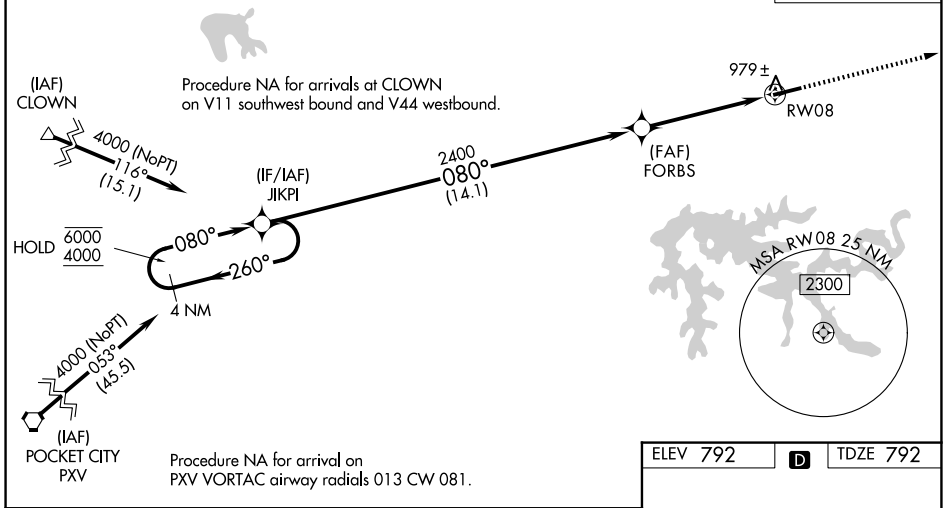 (IAF)
CLOWN
Procedure NA for arrivals at CLOWN
on V11 southwest bound and V44 westbound.
979±
RW08
4000 (NoPT)
116°
(15.1)
(IF/IAF)
JIKPI
2400
080°
(14.1)
(FAF)
FORBS
HOLD
6000
4000
080°
260°
4 NM
MSA RW08 25 NM
2300
4000 (NoPT)
053°
(45.5)
(IAF)
POCKET CITY
PXV
Procedure NA for arrival on
PXV VORTAC airway radials 013 CW 081.
ELEV 792
D
TDZE 792